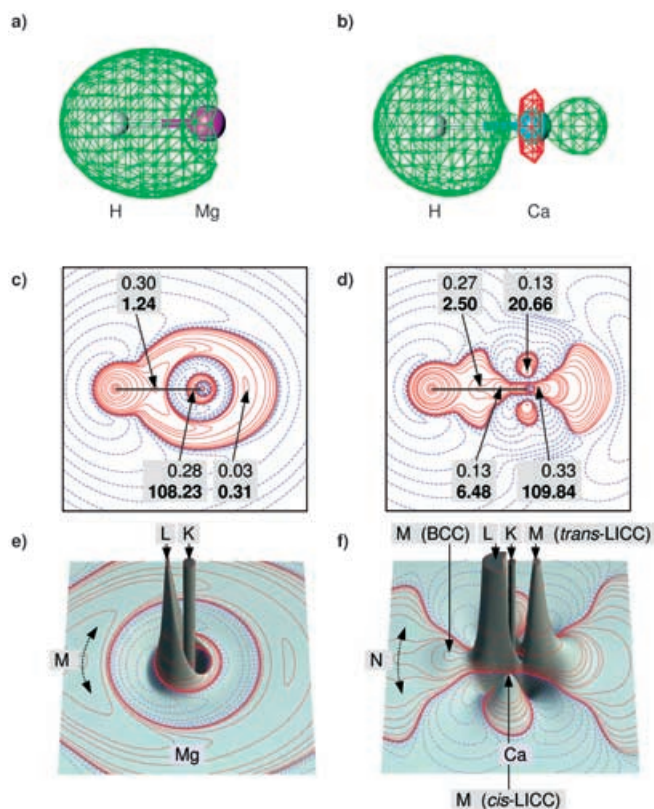 a) b)
H Mg H Ca
c) d)
0.30 0.27 0.13
1.24 2.50 20.66
0.28 0.03 0.13 0.33
108.23 0.31 6.48 109.84
e) L K f) M (BCC) L K M (trans-LICC)
M N
Mg Ca
M (cis-LICC)